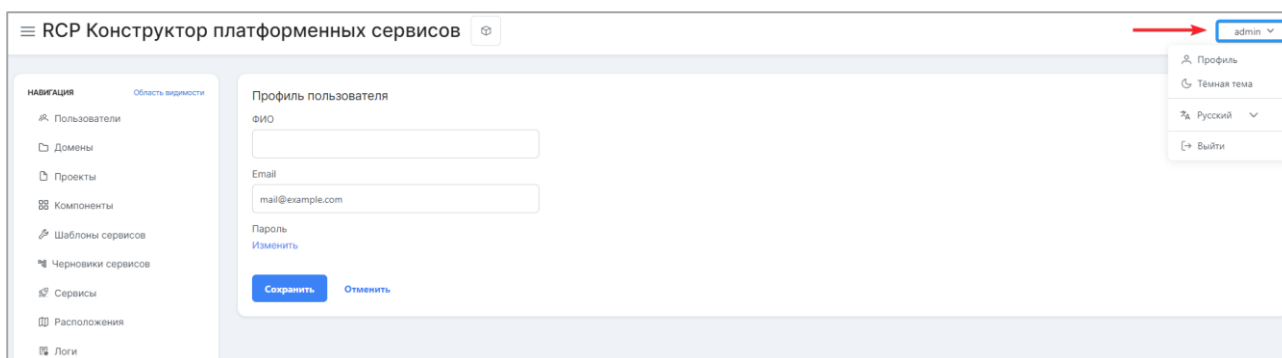 RCP Конструктор платформенных сервисов
admin
Профиль
Тёмная тема
Русский
Выйти
НАВИГАЦИЯ
Область видимости
Пользователи
Домены
Проекты
Компоненты
Шаблоны сервисов
Черновики сервисов
Сервисы
Расположения
Логи
Профиль пользователя
ФИО
Email
mail@example.com
Пароль
Изменить
Сохранить
Отменить